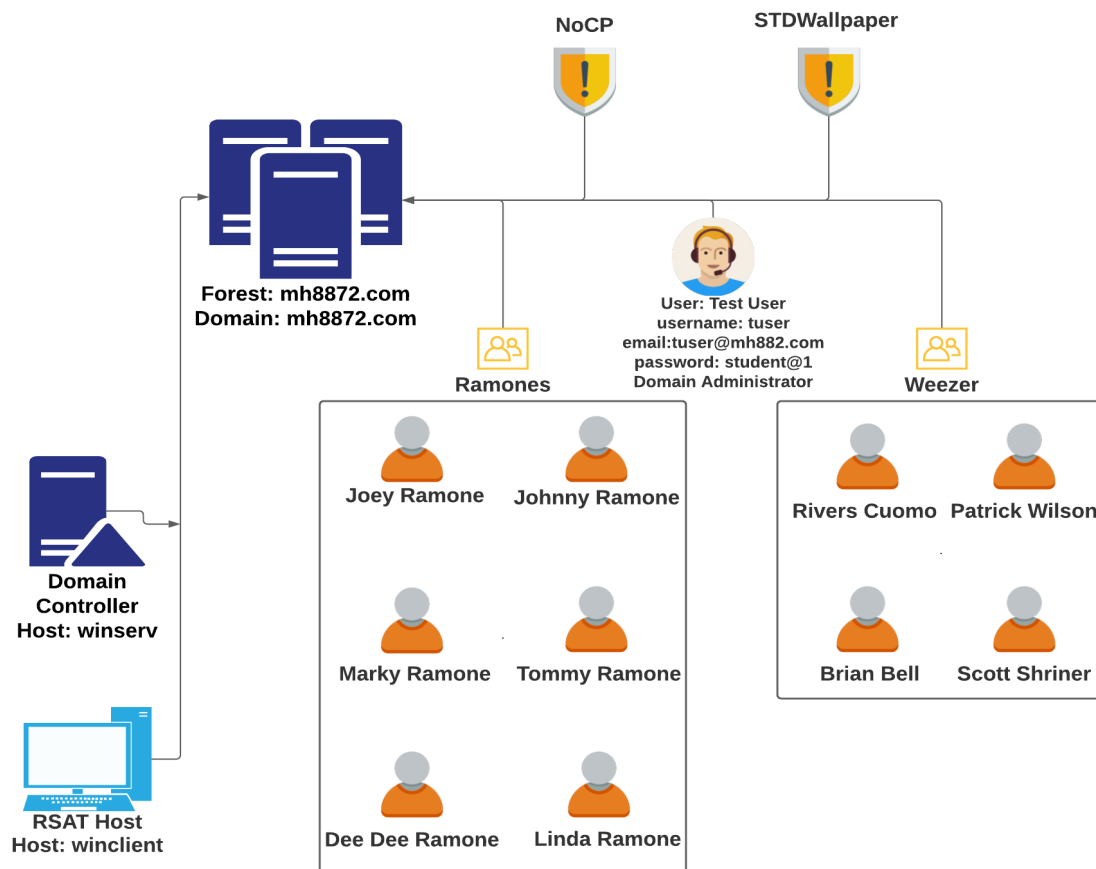 NoCP
STDWallpaper
Forest: mh8872.com
Domain: mh8872.com
User: Test User
username: tuser
email:tuser@mh882.com
password: student@1
Domain Administrator
Ramones
Weezer
Joey Ramone
Johnny Ramone
Rivers Cuomo
Patrick Wilson
Domain
Controller
Host: winserv
Marky Ramone
Tommy Ramone
Brian Bell
Scott Shriner
RSAT Host
Host: winclient
Dee Dee Ramone
Linda Ramone